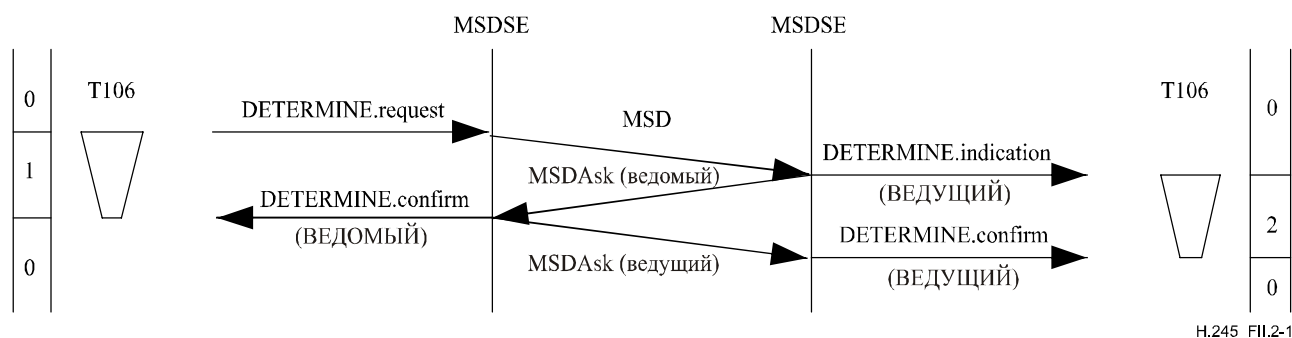 MSDSE MSDSE
T106 T106
0 0
DETERMINE.request
MSD
1
MSDAsk (ведомый)
DETERMINE.indication
(ВЕДУЩИЙ)
DETERMINE.confirm
(ВЕДОМЫЙ)
DETERMINE.confirm
2
0
MSDAsk (ведущий)
(ВЕДУЩИЙ)
0
H.245 FII.2-1